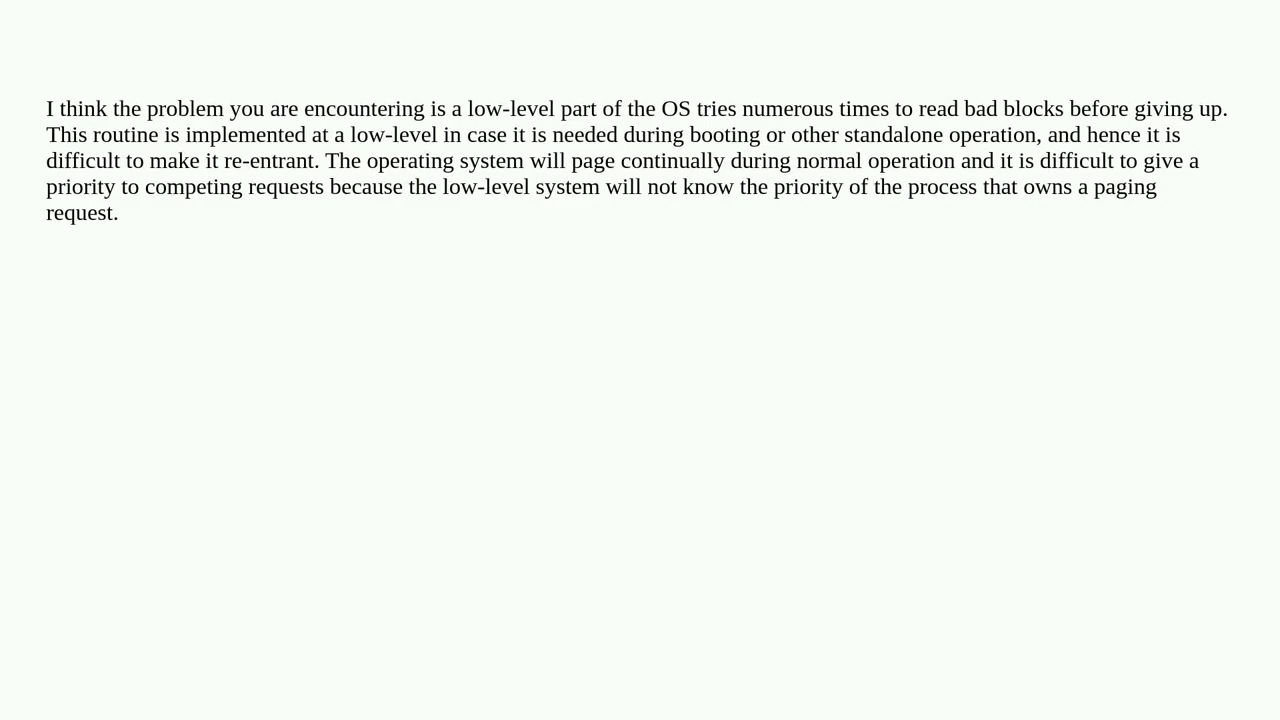 I think the problem you are encountering is a low-level part of the OS tries numerous times to read bad blocks before giving up.
This routine is implemented at a low-level in case it is needed during booting or other standalone operation, and hence it is
difficult to make it re-entrant. The operating system will page continually during normal operation and it is difficult to give a
priority to competing requests because the low-level system will not know the priority of the process that owns a paging
request.